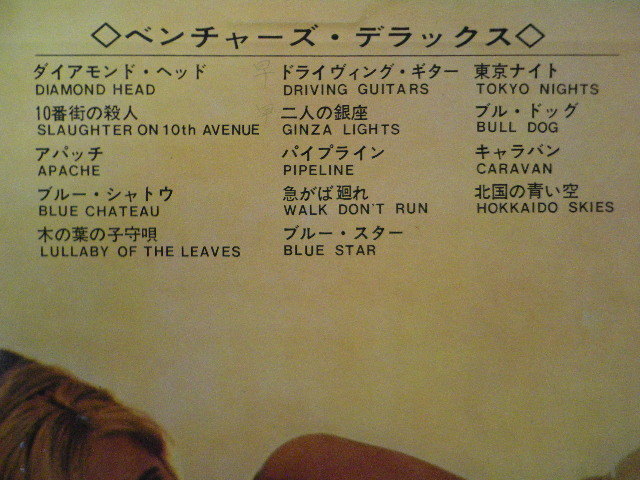 ◇ベンチャーズ・デラックス◇
ダイアモンド・ヘッド
DIAMOND HEAD
10番街の殺人
SLAUGHTER ON 10th AVENUE
アパッチ
APACHE
ブルー・シャトウ
BLUE CHATEAU
木の葉の子守唄
LULLABY OF THE LEAVES
ドライヴィング・ギター
DRIVING GUITARS
二人の銀座
GINZA LIGHTS
パイプライン
PIPELINE
急がば廻れ
WALK DON'T RUN
ブルー・スター
BLUE STAR
東京ナイト
TOKYO NIGHTS
ブル・ドッグ
BULL DOG
キャラバン
CARAVAN
北国の青い空
HOKKAIDO SKIES